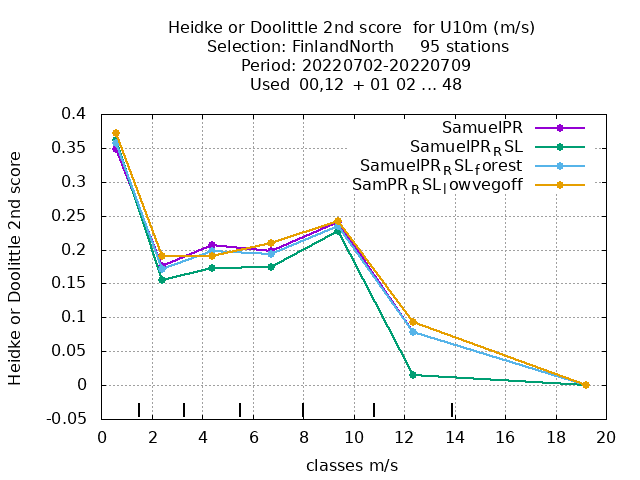 Heidke or Doolittle 2nd score  for U10m (m/s)
Selection: FinlandNorth     95 stations
Period: 20220702-20220709
Used  00,12  + 01 02 ... 48
0.4
0.35
0.3
0.25
0.2
0.15
0.1
0.05
0
-0.05
Heidke or Doolittle 2nd score
SamuelPR
SamuelPR_RSL
SamuelPR_RSL_forest
SamPR_RSL_lowvegoff
0 2 4 6 8 10 12 14 16 18 20
classes m/s